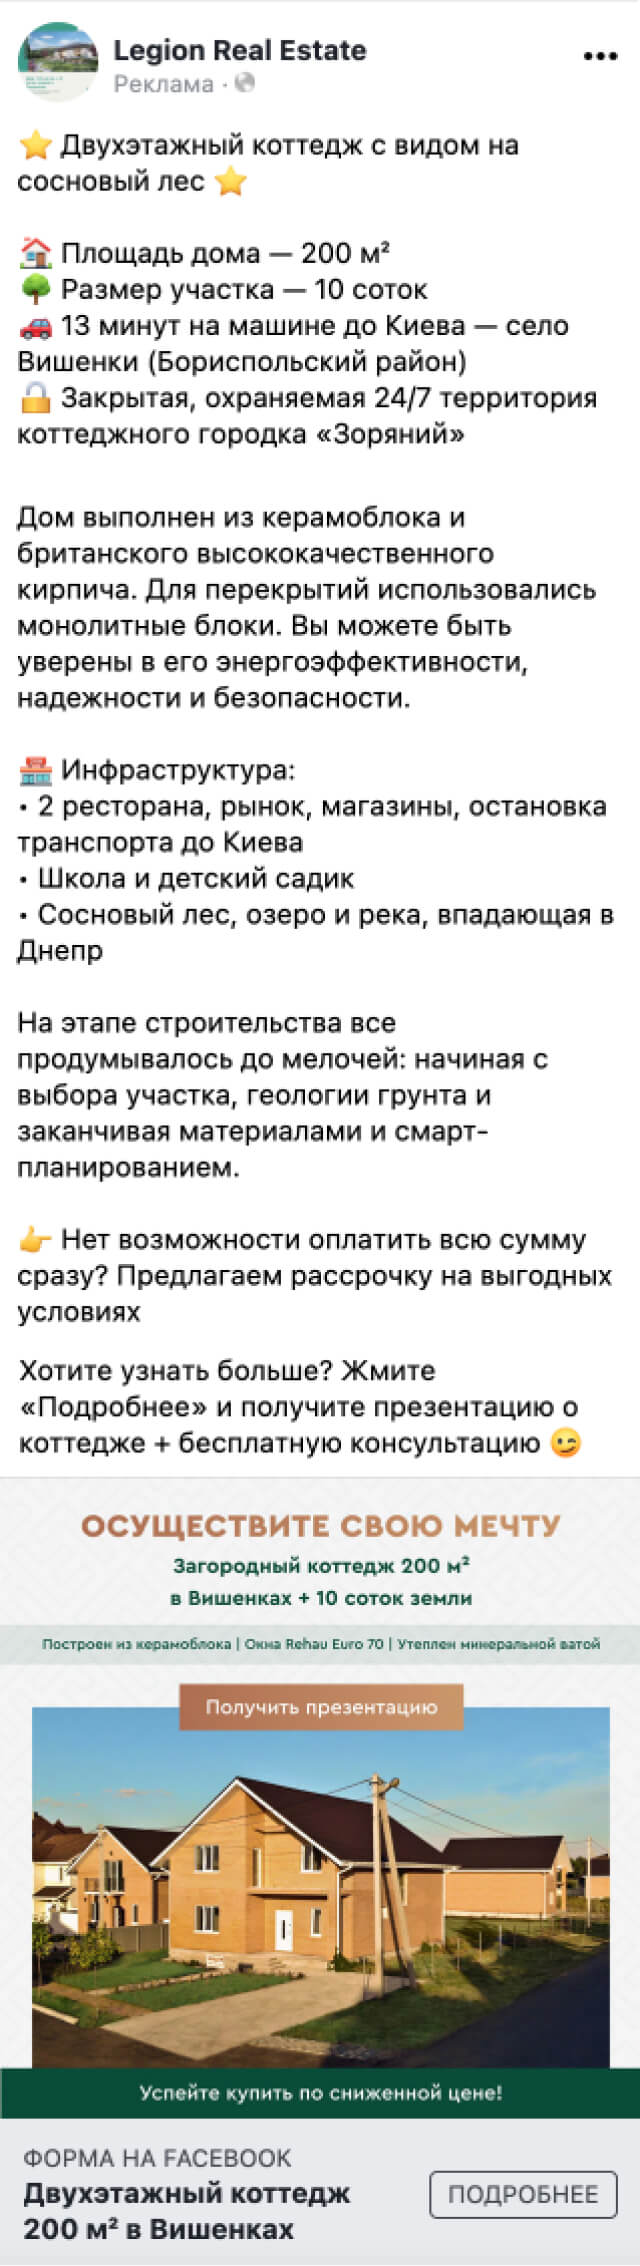 Legion Real Estate
Реклама ·
⭐ Двухэтажный коттедж с видом на
сосновый лес ⭐
🏠 Площадь дома — 200 м²
🌳 Размер участка — 10 соток
🚗 13 минут на машине до Киева — село
Вишенки (Бориспольский район)
🔒 Закрытая, охраняемая 24/7 территория
коттеджного городка «Зоряний»
Дом выполнен из керамоблока и
британского высококачественного
кирпича. Для перекрытий использовались
монолитные блоки. Вы можете быть
уверены в его энергоэффективности,
надежности и безопасности.
🏪 Инфраструктура:
• 2 ресторана, рынок, магазины, остановка
транспорта до Киева
• Школа и детский садик
• Сосновый лес, озеро и река, впадающая в
Днепр
На этапе строительства все
продумывалось до мелочей: начиная с
выбора участка, геологии грунта и
заканчивая материалами и смарт-
планированием.
👉 Нет возможности оплатить всю сумму
сразу? Предлагаем рассрочку на выгодных
условиях
Хотите узнать больше? Жмите
«Подробнее» и получите презентацию о
коттедже + бесплатную консультацию 😉
ОСУЩЕСТВИТЕ СВОЮ МЕЧТУ
Загородный коттедж 200 м²
в Вишенках + 10 соток земли
Построен из керамоблока | Окна Rehau Euro 70 | Утеплен минеральной ватой
Получить презентацию
Успейте купить по сниженной цене!
ФОРМА НА FACEBOOK
Двухэтажный коттедж
200 м² в Вишенках
ПОДРОБНЕЕ